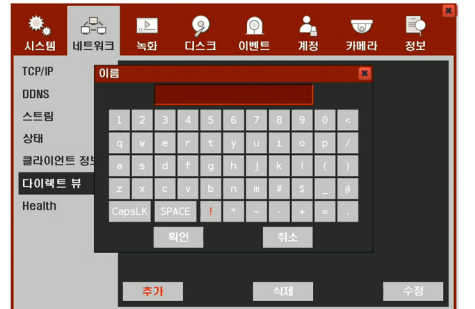 시스템 네트워크 녹화 디스크 이벤트 계정 카메라 정보
TCP/IP
DDNS
스트림
상태
클라이언트 정보
다이렉트 뷰
Health
이름
1 2 3 4 5 6 7 8 9 0 <
q w e r t y u i o p /
a s d f g h j k l ( )
z x c v b n m # $ _ @
CapsLK SPACE ! * ~ - + = .
확인 취소
추가 삭제 수정